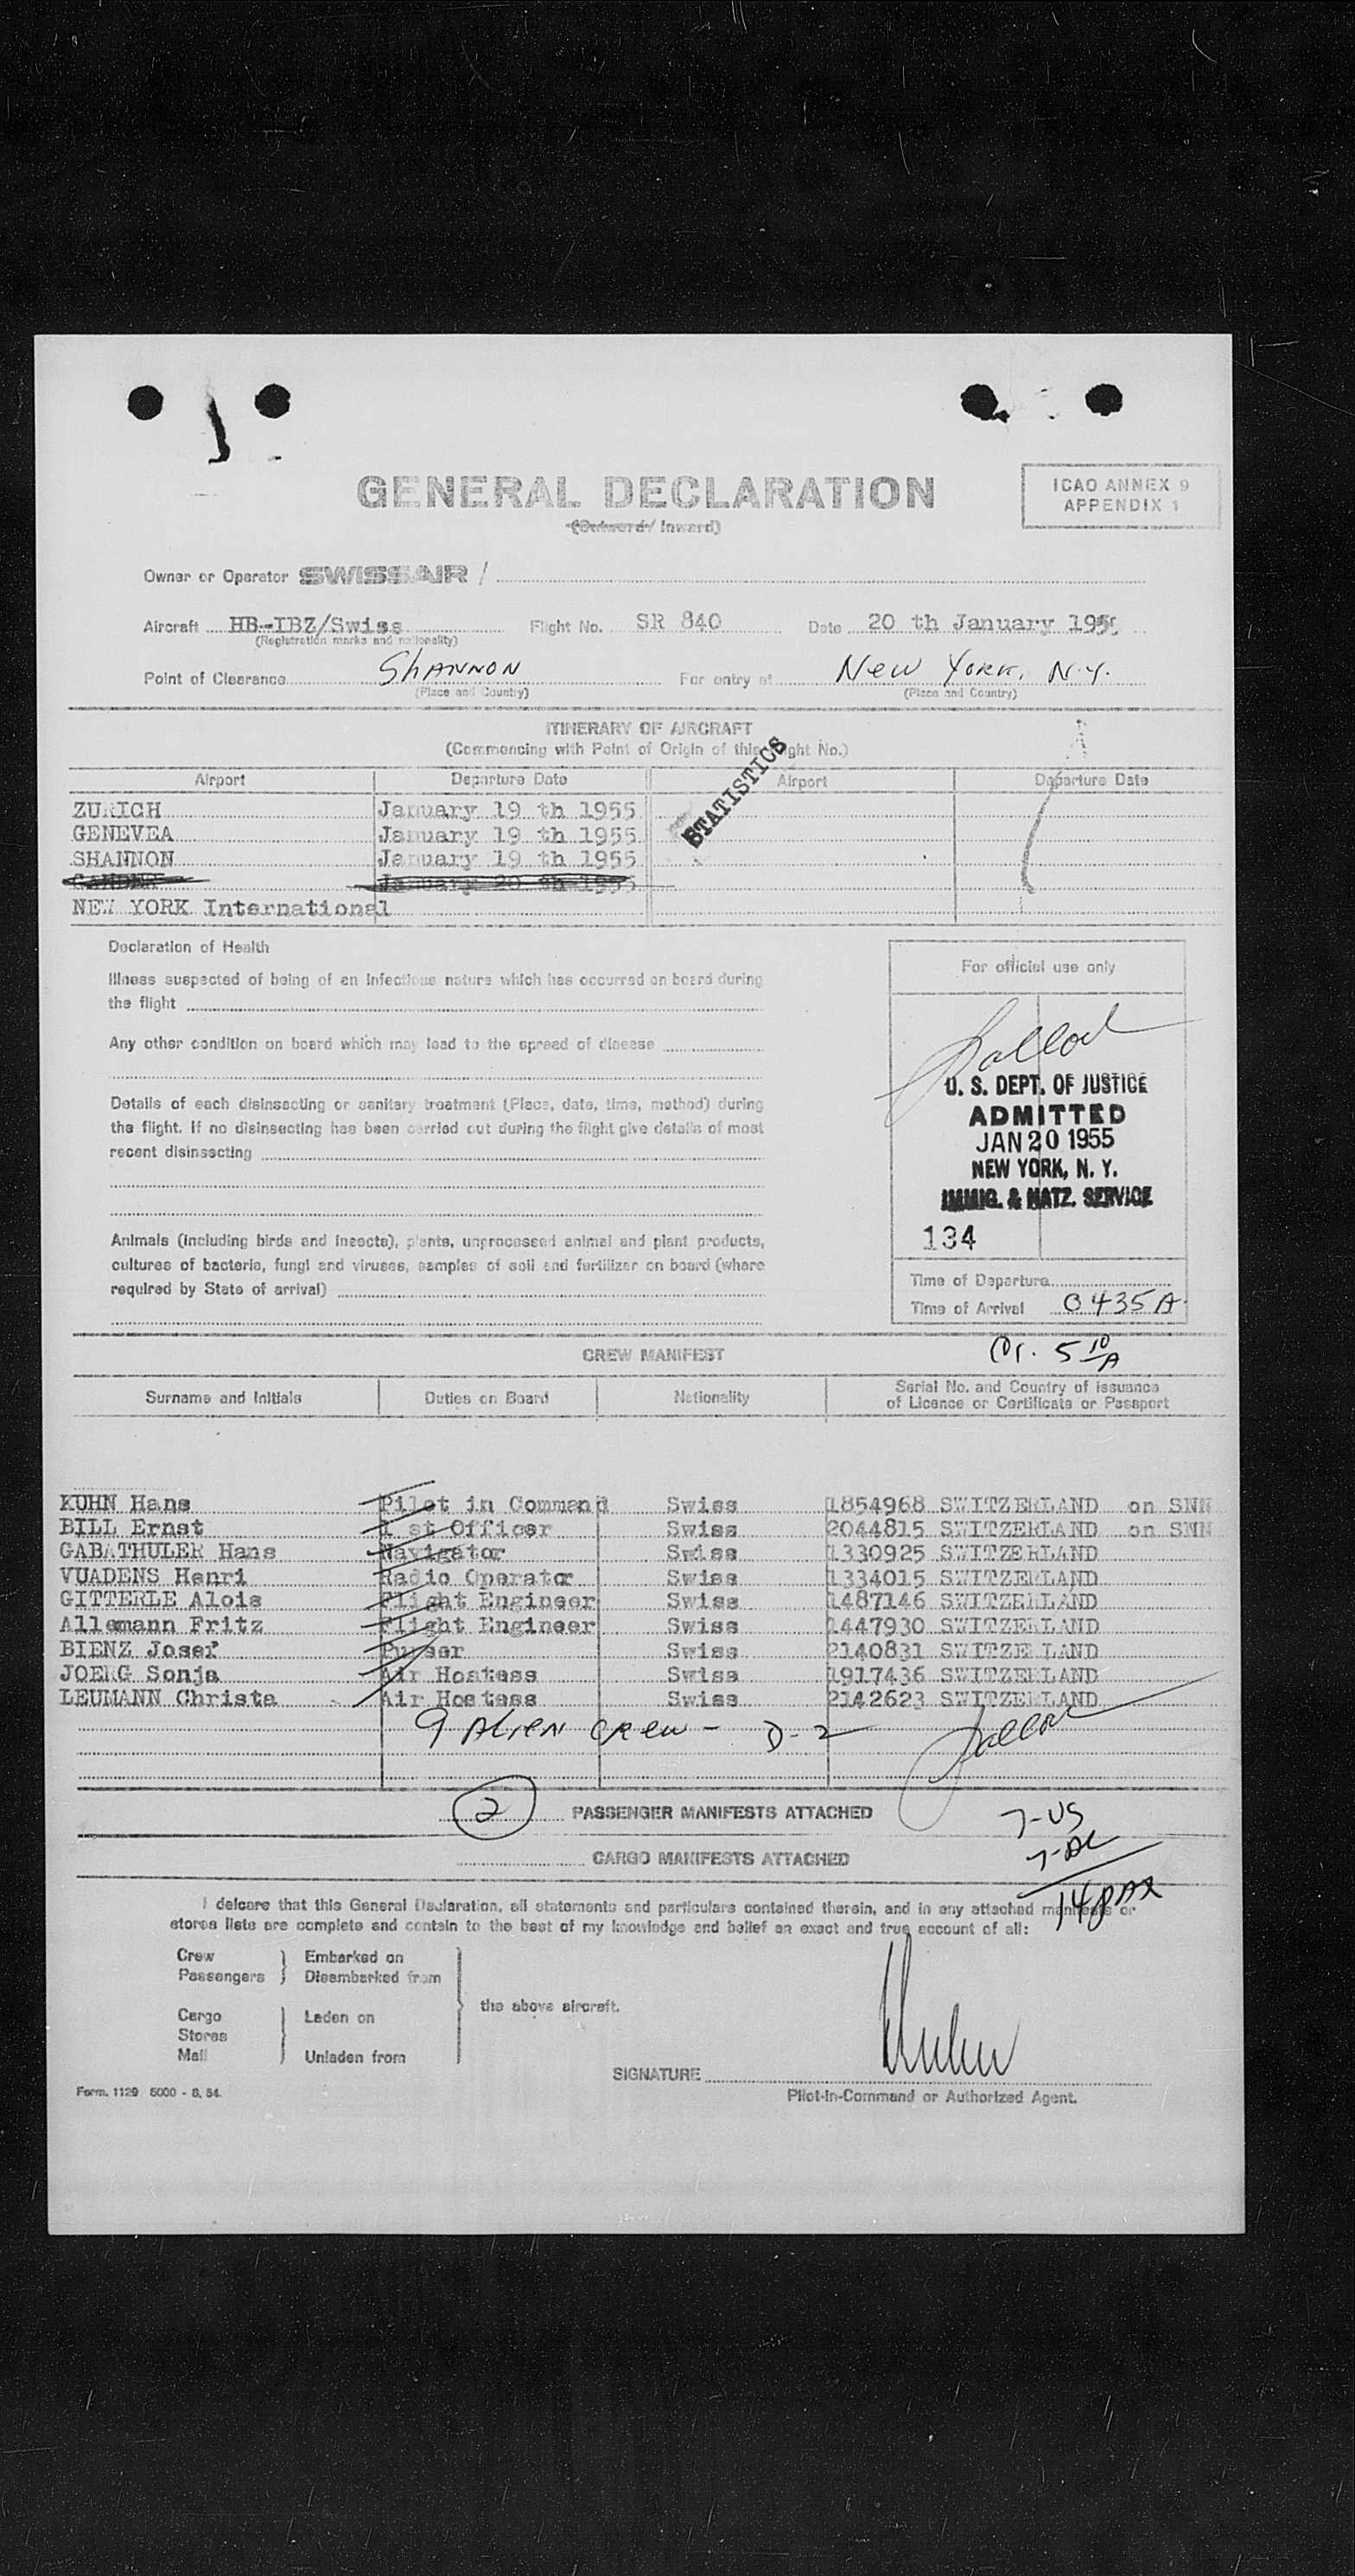 GENERAL DECLARATION
(Outward/ Inward)
ICAO ANNEX 9
APPENDIX 1
Owner or Operator SWISSAIR /
Aircraft HB-IBZ/Swiss Flight No. SR 840 Date 20 th January 1955
(Registration marks and nationality)
Point of Clearance SHANNON For entry at New York, N.Y.
(Place and Country) (Place and Country)
ITINERARY OF AIRCRAFT
(Commencing with Point of Origin of this Flight No.)
STATISTICS
Airport Departure Date Airport Departure Date
ZURICH January 19 th 1955
GENEVEA January 19 th 1955
SHANNON January 19 th 1955
GANDER January 20 th 1955
NEW YORK International
Declaration of Health
Illness suspected of being of an infectious nature which has occurred on board during
the flight
Any other condition on board which may lead to the spread of disease
Details of each disinsecting or sanitary treatment (Place, date, time, method) during
the flight. If no disinsecting has been carried out during the flight give details of most
recent disinsecting
Animals (including birds and insects), plants, unprocessed animal and plant products,
cultures of bacteria, fungi and viruses, samples of soil and fertilizer on board (where
required by State of arrival)
For official use only
U. S. DEPT. OF JUSTICE
ADMITTED
JAN 20 1955
NEW YORK, N. Y.
IMMIG. & NATZ. SERVICE
134
Time of Departure
Time of Arrival 0435A
5 10/A
CREW MANIFEST
Surname and Initials Duties on Board Nationality Serial No. and Country of issuance
of Licence or Certificate or Passport
KUHN Hans Pilot in Command Swiss 1854968 SWITZERLAND on SNN
BILL Ernst 1 st Officer Swiss 2044815 SWITZERLAND on SNN
GABATHULER Hans Navigator Swiss 1330925 SWITZERLAND
VUADENS Henri Radio Operator Swiss 1334015 SWITZERLAND
GITTERLE Alois Flight Engineer Swiss 1487146 SWITZERLAND
Allemann Fritz Flight Engineer Swiss 1447930 SWITZERLAND
BIENZ Josef Purser Swiss 2140831 SWITZERLAND
JOERG Sonja Air Hostess Swiss 1917436 SWITZERLAND
LEUMANN Christa Air Hostess Swiss 2142623 SWITZERLAND
9 Alien crew - D-2
2 PASSENGER MANIFESTS ATTACHED
7-US
7-AL
14 PAX
CARGO MANIFESTS ATTACHED
I delcare that this General Declaration, all statements and particulars contained therein, and in any attached manifests or
stores lists are complete and contain to the best of my knowledge and belief an exact and true account of all:
Crew Embarked on
Passengers Disembarked from
the above aircraft.
Cargo Laden on
Stores
Mail Unladen from
SIGNATURE Kuhn
Pilot-in-Command or Authorized Agent.
Form. 1129 5000 - 8. 54.